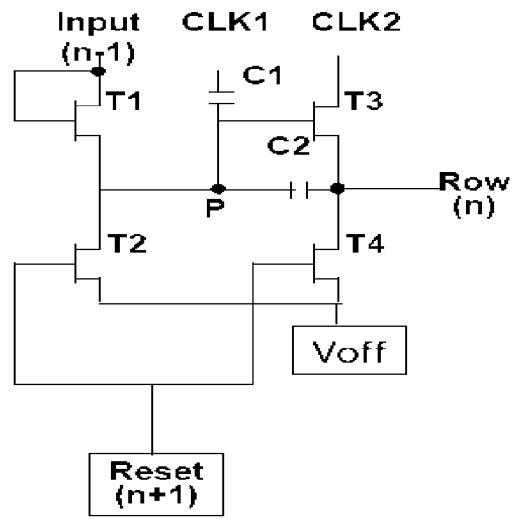 Input CLK1 CLK2
(n-1)
C1
T1 T3
C2
Row
P (n)
T2 T4
Voff
Reset
(n+1)